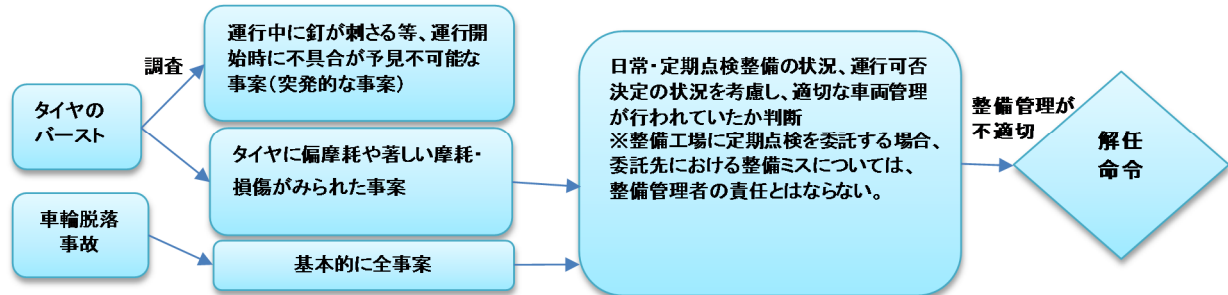 調査
タイヤの
バースト
運行中に釘が刺さる等、運行開
始時に不具合が予見不可能な
事案（突発的な事案）
タイヤに偏摩耗や著しい摩耗・
損傷がみられた事案
車輪脱落
事故
基本的に全事案
日常・定期点検整備の状況、運行可否
決定の状況を考慮し、適切な車両管理
が行われていたか判断
※整備工場に定期点検を委託する場合、
委託先における整備ミスについては、
整備管理者の責任とはならない。
整備管理が
不適切
解任
命令